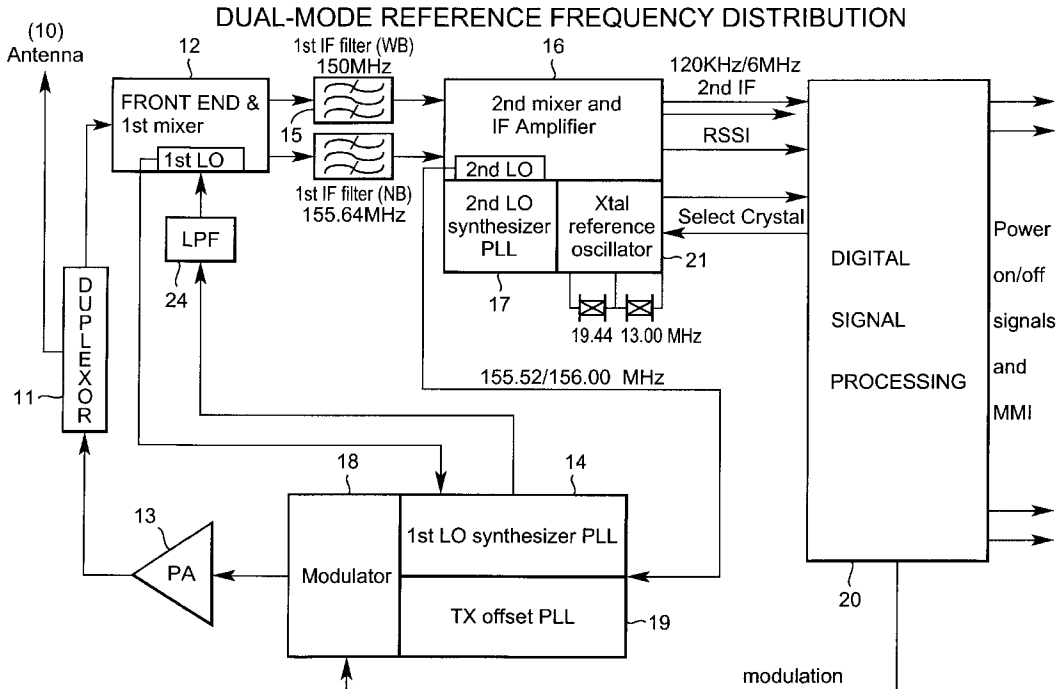 DUAL-MODE REFERENCE FREQUENCY DISTRIBUTION
(10)
Antenna
12
FRONT END &
1st mixer
1st LO
1st IF filter (WB)
150MHz
15
1st IF filter (NB)
155.64MHz
16
2nd mixer and
IF Amplifier
2nd LO
2nd LO
synthesizer
PLL
17
Xtal
reference
oscillator
21
19.44
13.00 MHz
120KHz/6MHz
2nd IF
RSSI
Select Crystal
DIGITAL
SIGNAL
PROCESSING
20
Power
on/off
signals
and
MMI
LPF
24
DUPLEXOR
11
155.52/156.00 MHz
13
PA
18
Modulator
14
1st LO synthesizer PLL
TX offset PLL
19
modulation